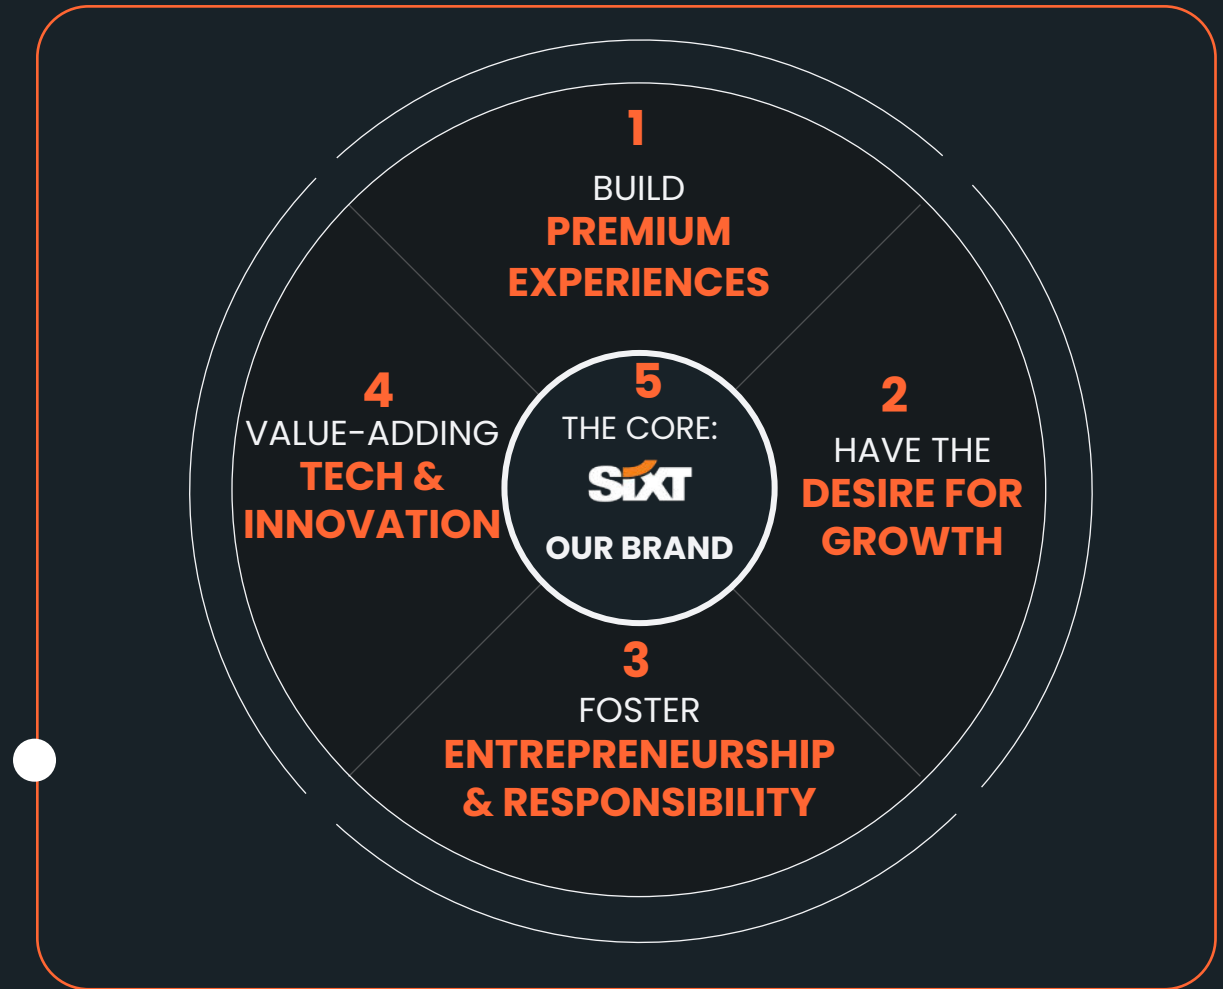 1
BUILD
PREMIUM
EXPERIENCES
2
HAVE THE
DESIRE FOR
GROWTH
3
FOSTER
ENTREPRENEURSHIP
& RESPONSIBILITY
4
VALUE-ADDING
TECH &
INNOVATION
5
THE CORE:
SIXT
OUR BRAND